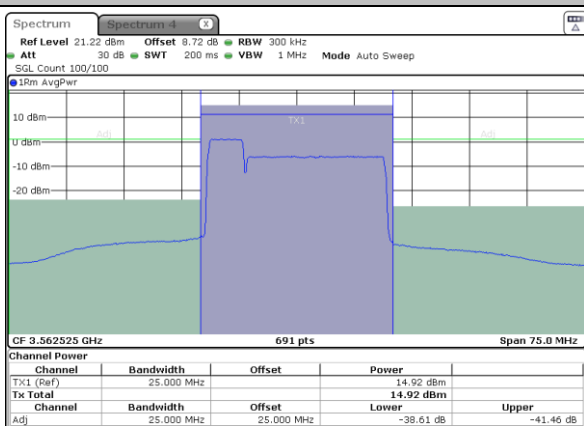 Spectrum Spectrum 4 X
Ref Level 21.22 dBm Offset 8.72 dB RBW 300 kHz
Att 30 dB SWT 200 ms VBW 1 MHz Mode Auto Sweep
SGL Count 100/100
1Rm AvgPwr
10 dBm
TX1
Adj Adj
0 dBm
-10 dBm
-20 dBm
CF 3.562525 GHz 691 pts Span 75.0 MHz
Channel Power
Channel Bandwidth Offset Power
TX1 (Ref) 25.000 MHz 14.92 dBm
Tx Total 14.92 dBm
Channel Bandwidth Offset Lower Upper
Adj 25.000 MHz 25.000 MHz -38.61 dB -41.46 dB